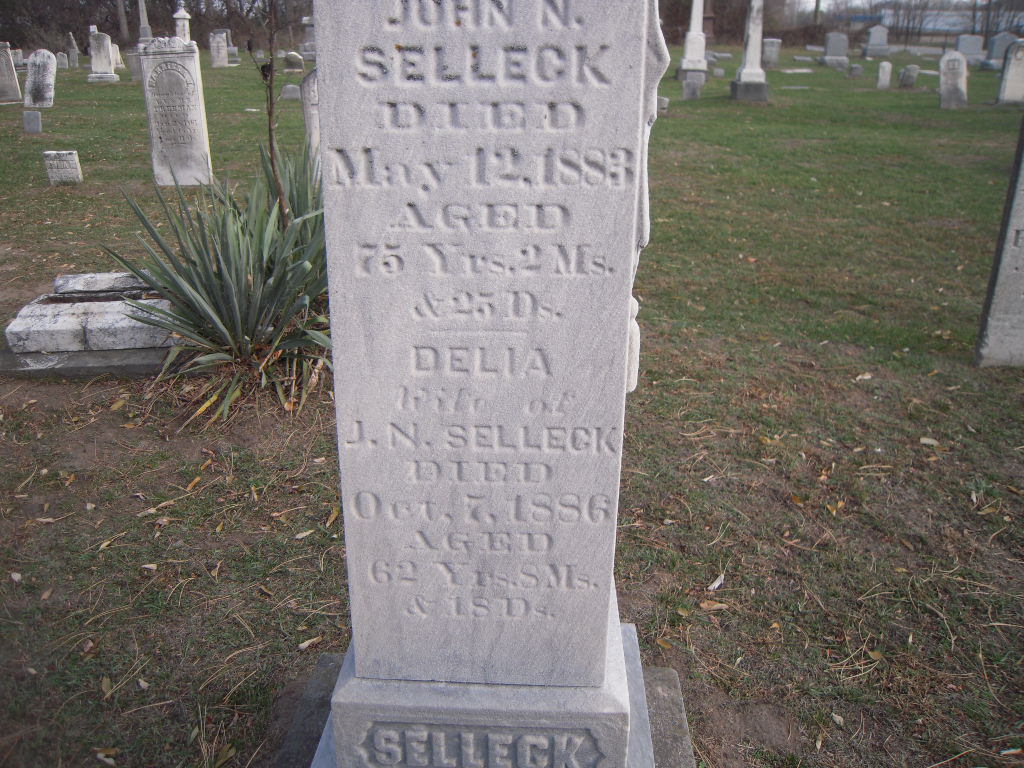 JOHN N.
SELLECK
DIED
May 12, 1883
AGED
75 Yrs. 2 Ms.
& 25 Ds.
DELIA
Wife of
J. N. SELLECK
DIED
Oct. 7, 1886
AGED
62 Yrs. 8 Ms.
& 18 Ds.
SELLECK